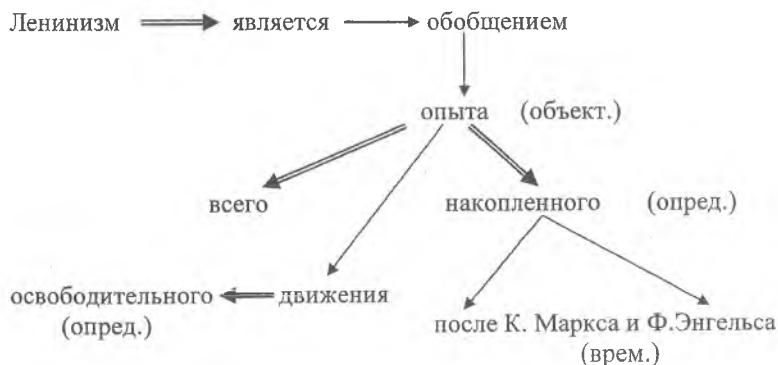 Ленинизм является обобщением
опыта (объект.)
всего накопленного (опред.)
освободительного движения
(опред.)
после К. Маркса и Ф.Энгельса
(врем.)